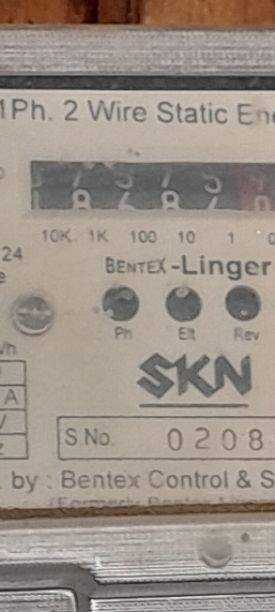 1Ph. 2 Wire Static Ene
10K 1K 100 10 1
24
BENTEX-Linger
Ph Elt Rev
SKN
A
S.No. 0208
by : Bentex Control & S